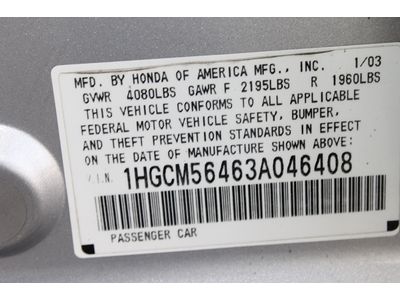 MFD. BY HONDA OF AMERICA MFG., INC. 1/03
GVWR 4080LBS GAWR F 2195LBS R 1960LBS
THIS VEHICLE CONFORMS TO ALL APPLICABLE
FEDERAL MOTOR VEHICLE SAFETY, BUMPER,
AND THEFT PREVENTION STANDARDS IN EFFECT
ON THE DATE OF MANUFACTURE SHOWN ABOVE:
V.I.N. 1HGCM56463A046408
PASSENGER CAR